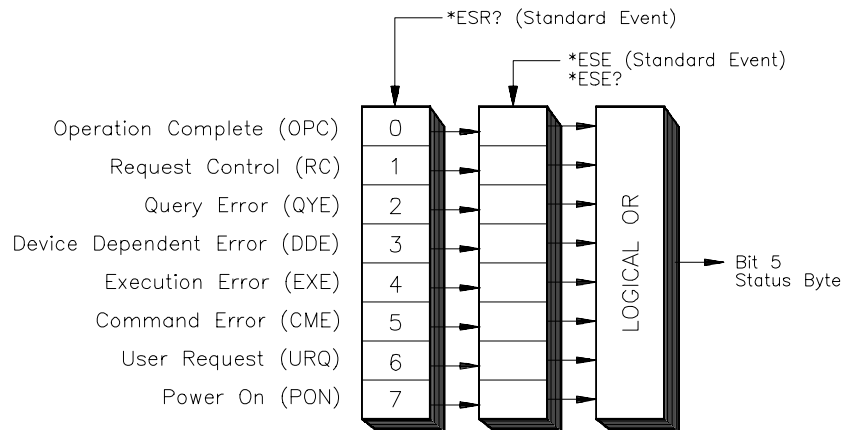 *ESR? (Standard Event)
*ESE (Standard Event)
*ESE?
Operation Complete (OPC) 0
Request Control (RC) 1
Query Error (QYE) 2
Device Dependent Error (DDE) 3
Execution Error (EXE) 4
Command Error (CME) 5
User Request (URQ) 6
Power On (PON) 7
LOGICAL OR
Bit 5
Status Byte